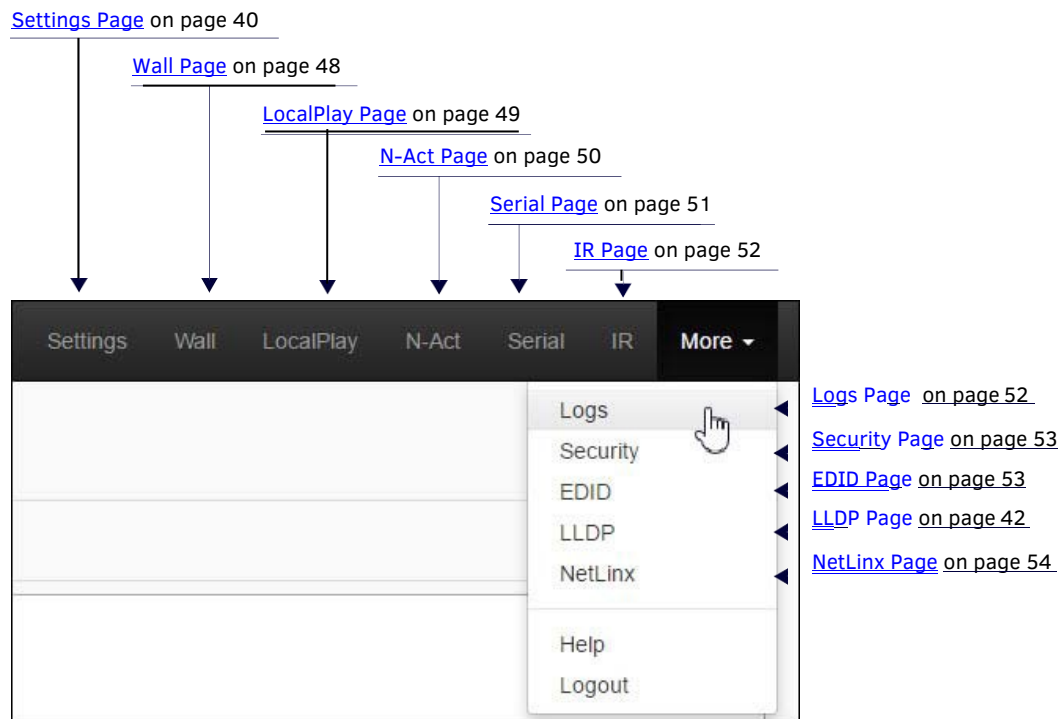 Settings Page on page 40
Wall Page on page 48
LocalPlay Page on page 49
N-Act Page on page 50
Serial Page on page 51
IR Page on page 52
Settings Wall LocalPlay N-Act Serial IR More
Logs
Security
EDID
LLDP
NetLinx
Help
Logout
Logs Page on page 52
Security Page on page 53
EDID Page on page 53
LLDP Page on page 42
NetLinx Page on page 54